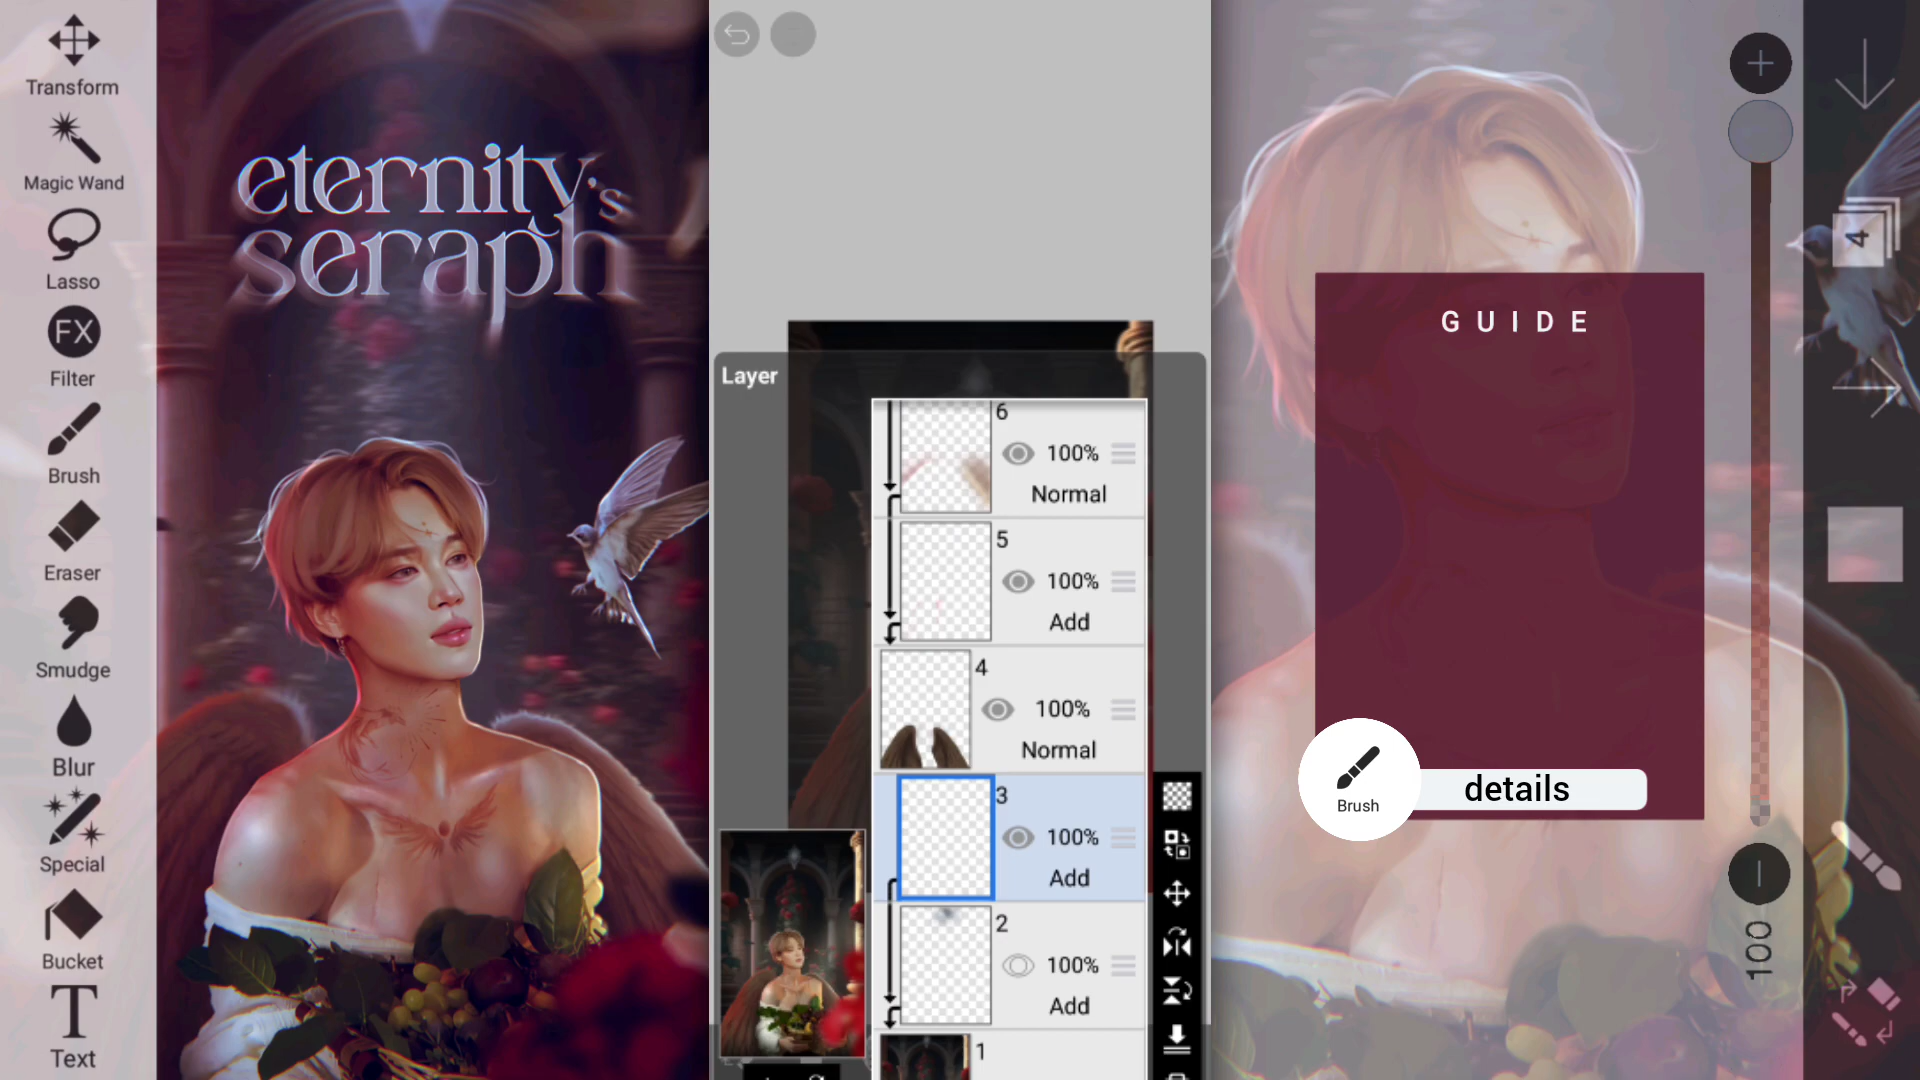 Transform
Magic Wand
Lasso
FX
Filter
Brush
Eraser
Smudge
Blur
Special
Bucket
T
Text
eternity's
seraph
Layer
6
100%
Normal
5
100%
Add
4
100%
Normal
3
100%
Add
2
100%
Add
1
GUIDE
Brush
details
100
4